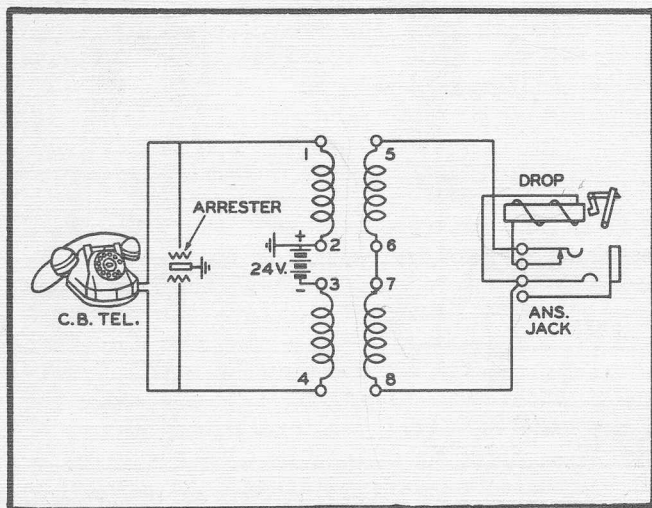 1
5
ARRESTER
DROP
+
2
6
24V.
3
7
-
C.B. TEL.
ANS.
JACK
4
8